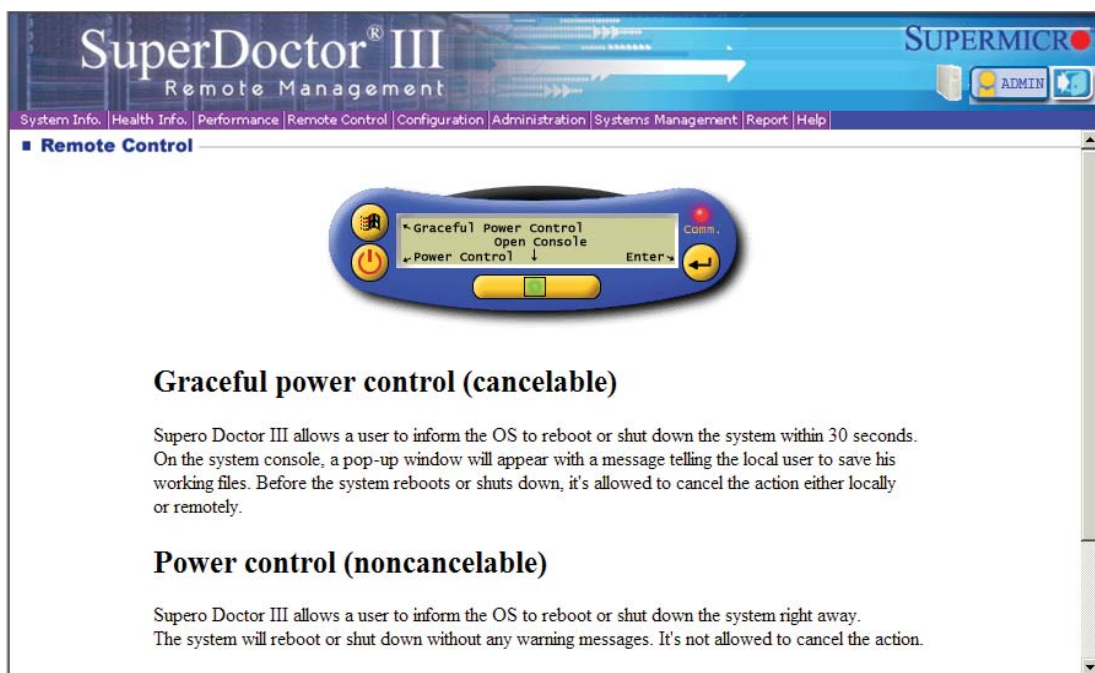 SuperDoctor® III
Remote Management
SUPERMICRO
ADMIN
System Info. |Health Info. |Performance |Remote Control |Configuration |Administration |Systems Management |Report |Help|
Remote Control
Graceful Power Control
Open Console
Power Control ↓ Enter
Comm.
Graceful power control (cancelable)
Supero Doctor III allows a user to inform the OS to reboot or shut down the system within 30 seconds.
On the system console, a pop-up window will appear with a message telling the local user to save his
working files. Before the system reboots or shuts down, it's allowed to cancel the action either locally
or remotely.
Power control (noncancelable)
Supero Doctor III allows a user to inform the OS to reboot or shut down the system right away.
The system will reboot or shut down without any warning messages. It's not allowed to cancel the action.